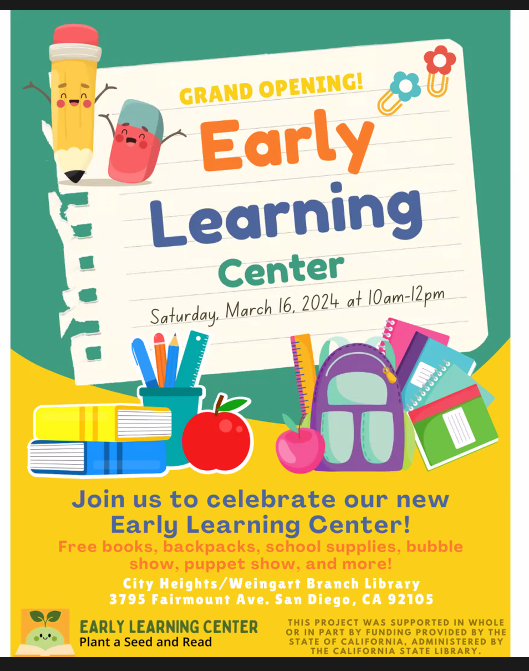 GRAND OPENING!
Early
Learning
Center
Saturday, March 16, 2024 at 10am-12pm
Join us to celebrate our new
Early Learning Center!
Free books, backpacks, school supplies, bubble
show, puppet show, and more!
City Heights/Weingart Branch Library
3795 Fairmount Ave. San Diego, CA 92105
EARLY LEARNING CENTER
Plant a Seed and Read
THIS PROJECT WAS SUPPORTED IN WHOLE
OR IN PART BY FUNDING PROVIDED BY THE
STATE OF CALIFORNIA, ADMINISTERED BY
THE CALIFORNIA STATE LIBRARY.